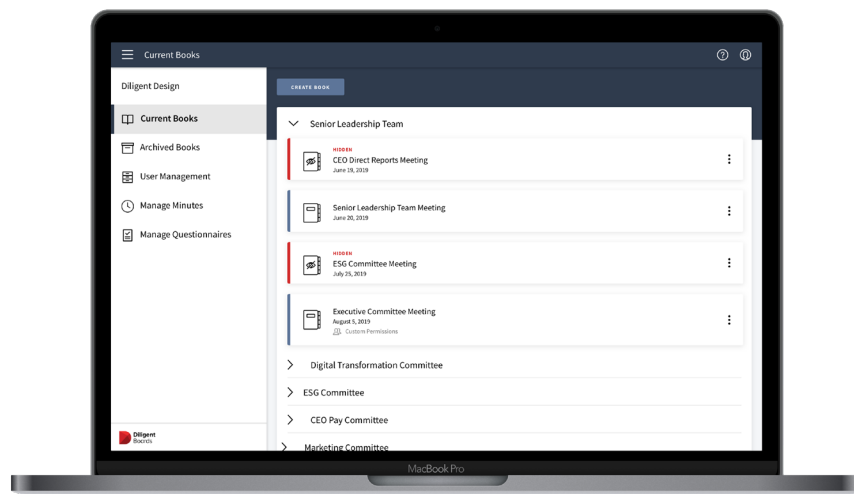 Current Books
Diligent Design
Current Books
Archived Books
User Management
Manage Minutes
Manage Questionnaires
Diligent
Boards
CREATE BOOK
Senior Leadership Team
HIDDEN
CEO Direct Reports Meeting
June 19, 2019
Senior Leadership Team Meeting
June 20, 2019
HIDDEN
ESG Committee Meeting
July 25, 2019
Executive Committee Meeting
August 5, 2019
Custom Permissions
Digital Transformation Committee
ESG Committee
CEO Pay Committee
Marketing Committee
MacBook Pro